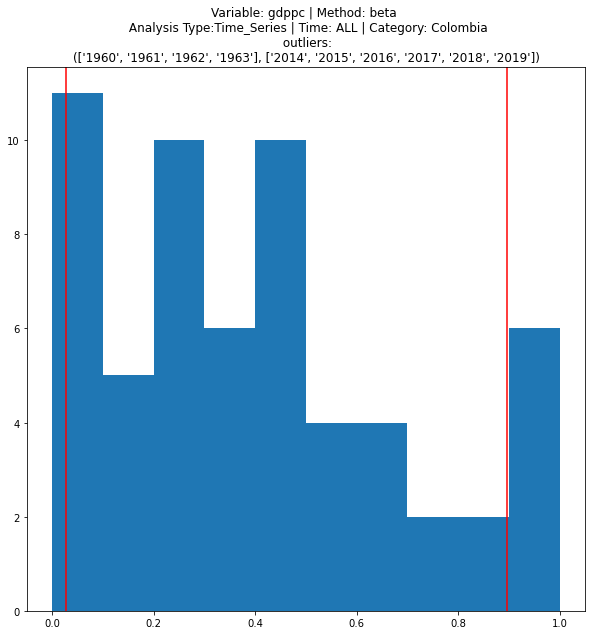 Variable: gdppc | Method: beta
Analysis Type:Time_Series | Time: ALL | Category: Colombia
outliers:
(['1960', '1961', '1962', '1963'], ['2014', '2015', '2016', '2017', '2018', '2019'])
10
8
6
4
2
0
0.0 0.2 0.4 0.6 0.8 1.0